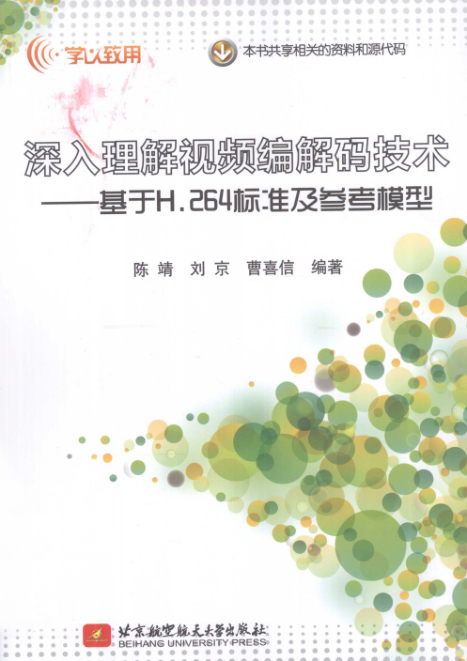 学以致用
本书共享相关的资料和源代码
深入理解视频编解码技术
——基于H.264标准及参考模型
陈 靖 刘 京 曹喜信 编著
北京航空航天大学出版社
BEIHANG UNIVERSITY PRESS